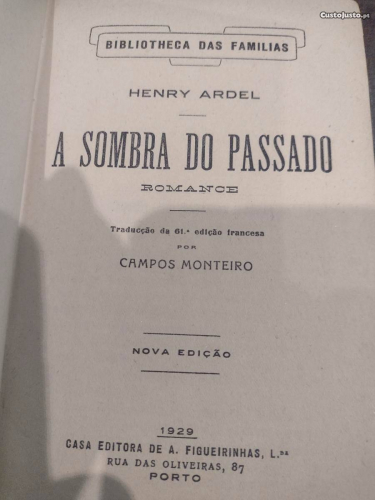 CustoJusto.pt
BIBLIOTHECA DAS FAMILIAS
HENRY ARDEL
A SOMBRA DO PASSADO
ROMANCE
Traducção da 61.ª edição francesa
POR
CAMPOS MONTEIRO
NOVA EDIÇÃO
1929
CASA EDITORA DE A. FIGUEIRINHAS, L.DA
RUA DAS OLIVEIRAS, 87
PORTO